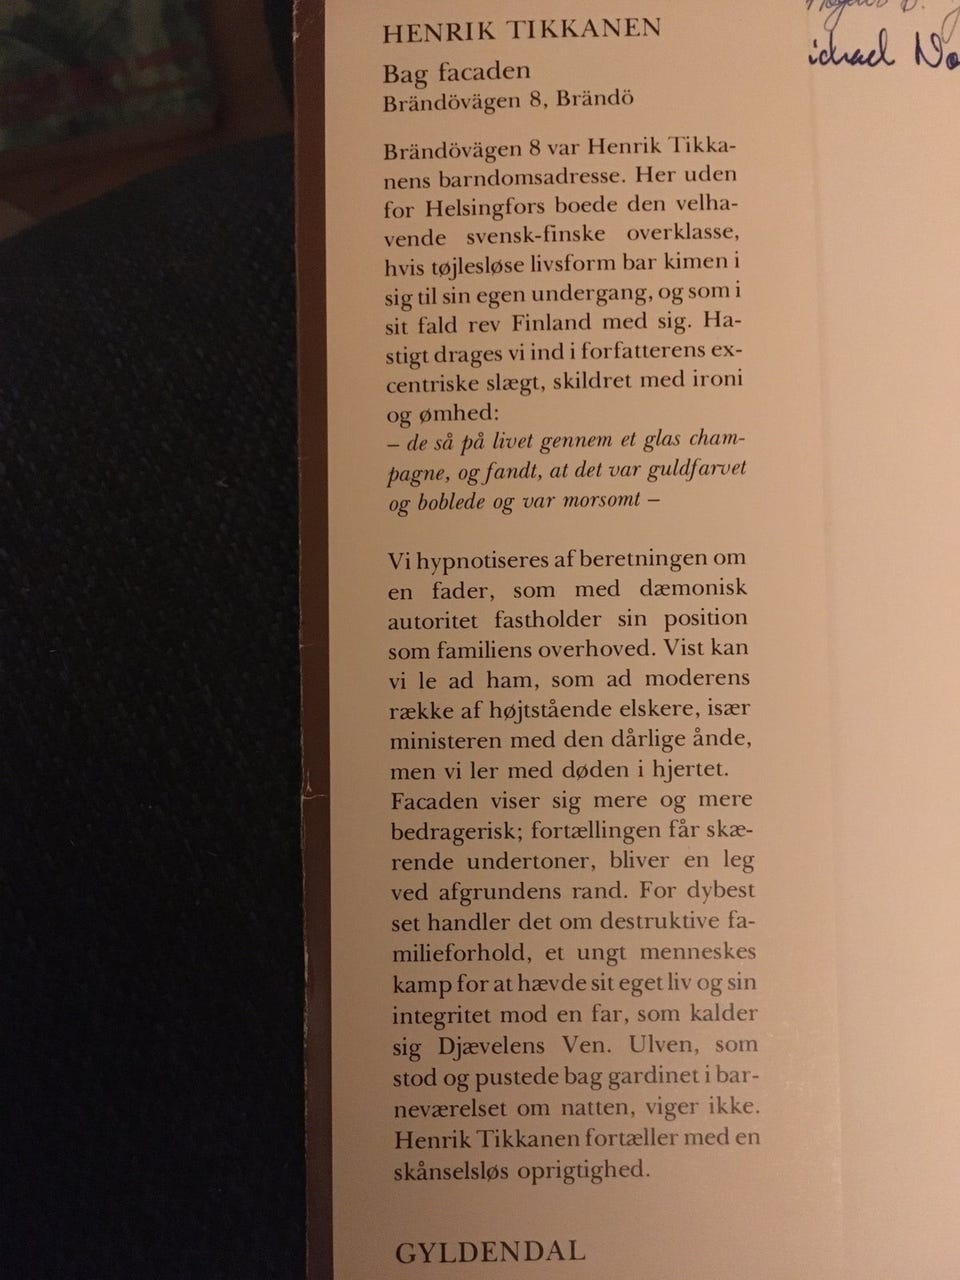 HENRIK TIKKANEN
Bag facaden
Brändövägen 8, Brändö
Brändövägen 8 var Henrik Tikka-
nens barndomsadresse. Her uden
for Helsingfors boede den velha-
vende svensk-finske overklasse,
hvis tøjlesløse livsform bar kimen i
sig til sin egen undergang, og som i
sit fald rev Finland med sig. Ha-
stigt drages vi ind i forfatterens ex-
centriske slægt, skildret med ironi
og ømhed:
– de så på livet gennem et glas cham-
pagne, og fandt, at det var guldfarvet
og boblede og var morsomt –
Vi hypnotiseres af beretningen om
en fader, som med dæmonisk
autoritet fastholder sin position
som familiens overhoved. Vist kan
vi le ad ham, som ad moderens
række af højtstående elskere, især
ministeren med den dårlige ånde,
men vi ler med døden i hjertet.
Facaden viser sig mere og mere
bedragerisk; fortællingen får skæ-
rende undertoner, bliver en leg
ved afgrundens rand. For dybest
set handler det om destruktive fa-
milieforhold, et ungt menneskes
kamp for at hævde sit eget liv og sin
integritet mod en far, som kalder
sig Djævelens Ven. Ulven, som
stod og pustede bag gardinet i bar-
neværelset om natten, viger ikke.
Henrik Tikkanen fortæller med en
skånselsløs oprigtighed.
GYLDENDAL
ichael No